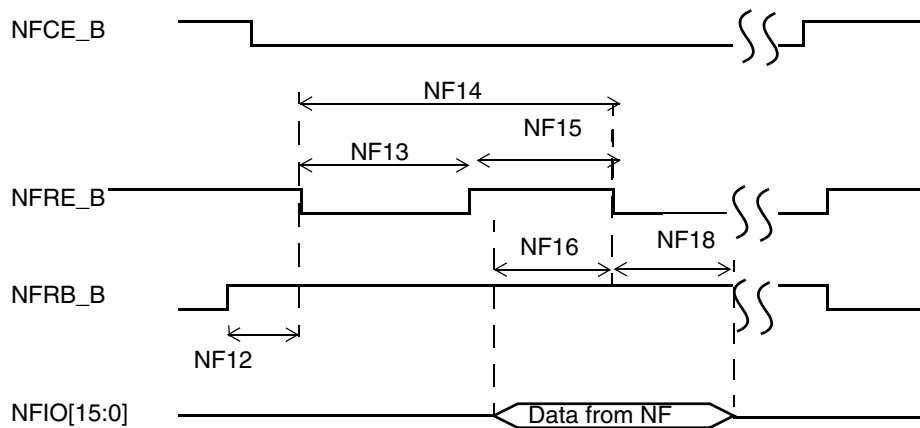 NFCE_B
NF14
NF15
NF13
NFRE_B
NF16
NF18
NFRB_B
NF12
NFIO[15:0]
Data from NF